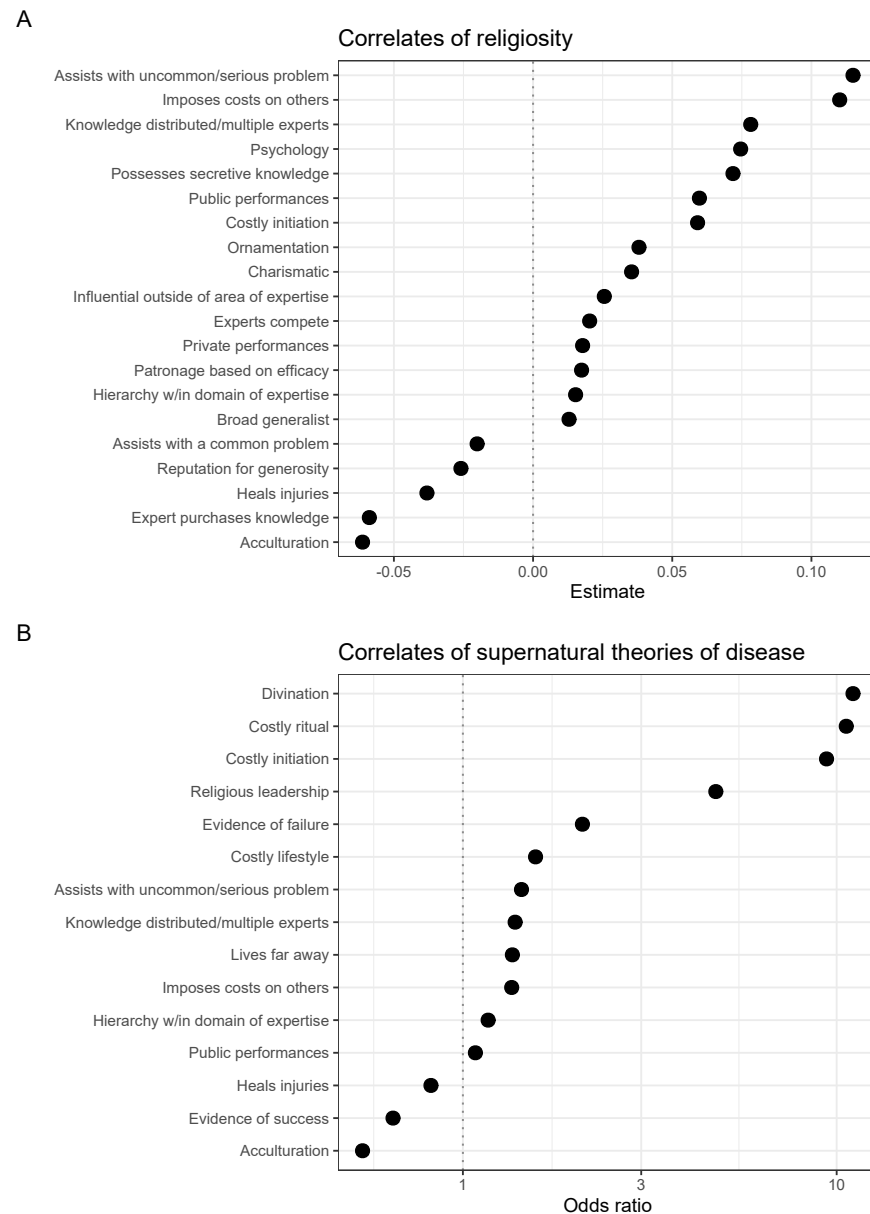 A
Correlates of religiosity
Assists with uncommon/serious problem
Imposes costs on others
Knowledge distributed/multiple experts
Psychology
Possesses secretive knowledge
Public performances
Costly initiation
Ornamentation
Charismatic
Influential outside of area of expertise
Experts compete
Private performances
Patronage based on efficacy
Hierarchy w/in domain of expertise
Broad generalist
Assists with a common problem
Reputation for generosity
Heals injuries
Expert purchases knowledge
Acculturation
-0.05 0.00 0.05 0.10
Estimate
B
Correlates of supernatural theories of disease
Divination
Costly ritual
Costly initiation
Religious leadership
Evidence of failure
Costly lifestyle
Assists with uncommon/serious problem
Knowledge distributed/multiple experts
Lives far away
Imposes costs on others
Hierarchy w/in domain of expertise
Public performances
Heals injuries
Evidence of success
Acculturation
1 3 10
Odds ratio